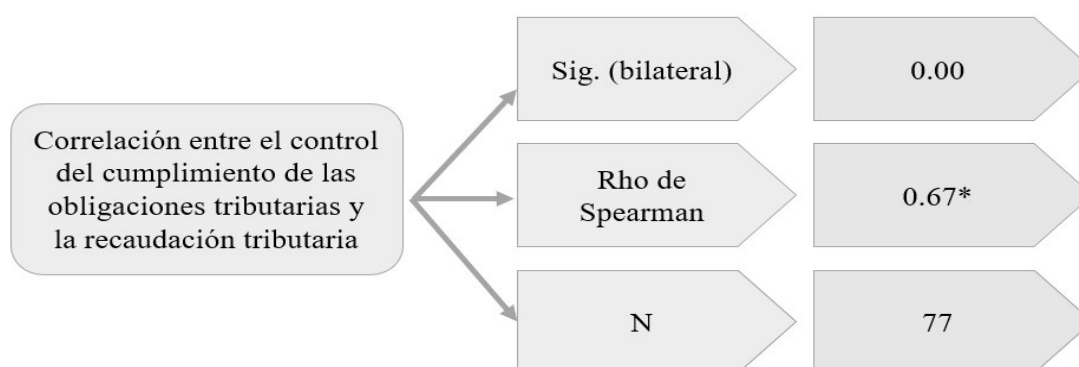 Correlación entre el control
del cumplimiento de las
obligaciones tributarias y
la recaudación tributaria
Sig. (bilateral)
0.00
Rho de
Spearman
0.67*
N
77